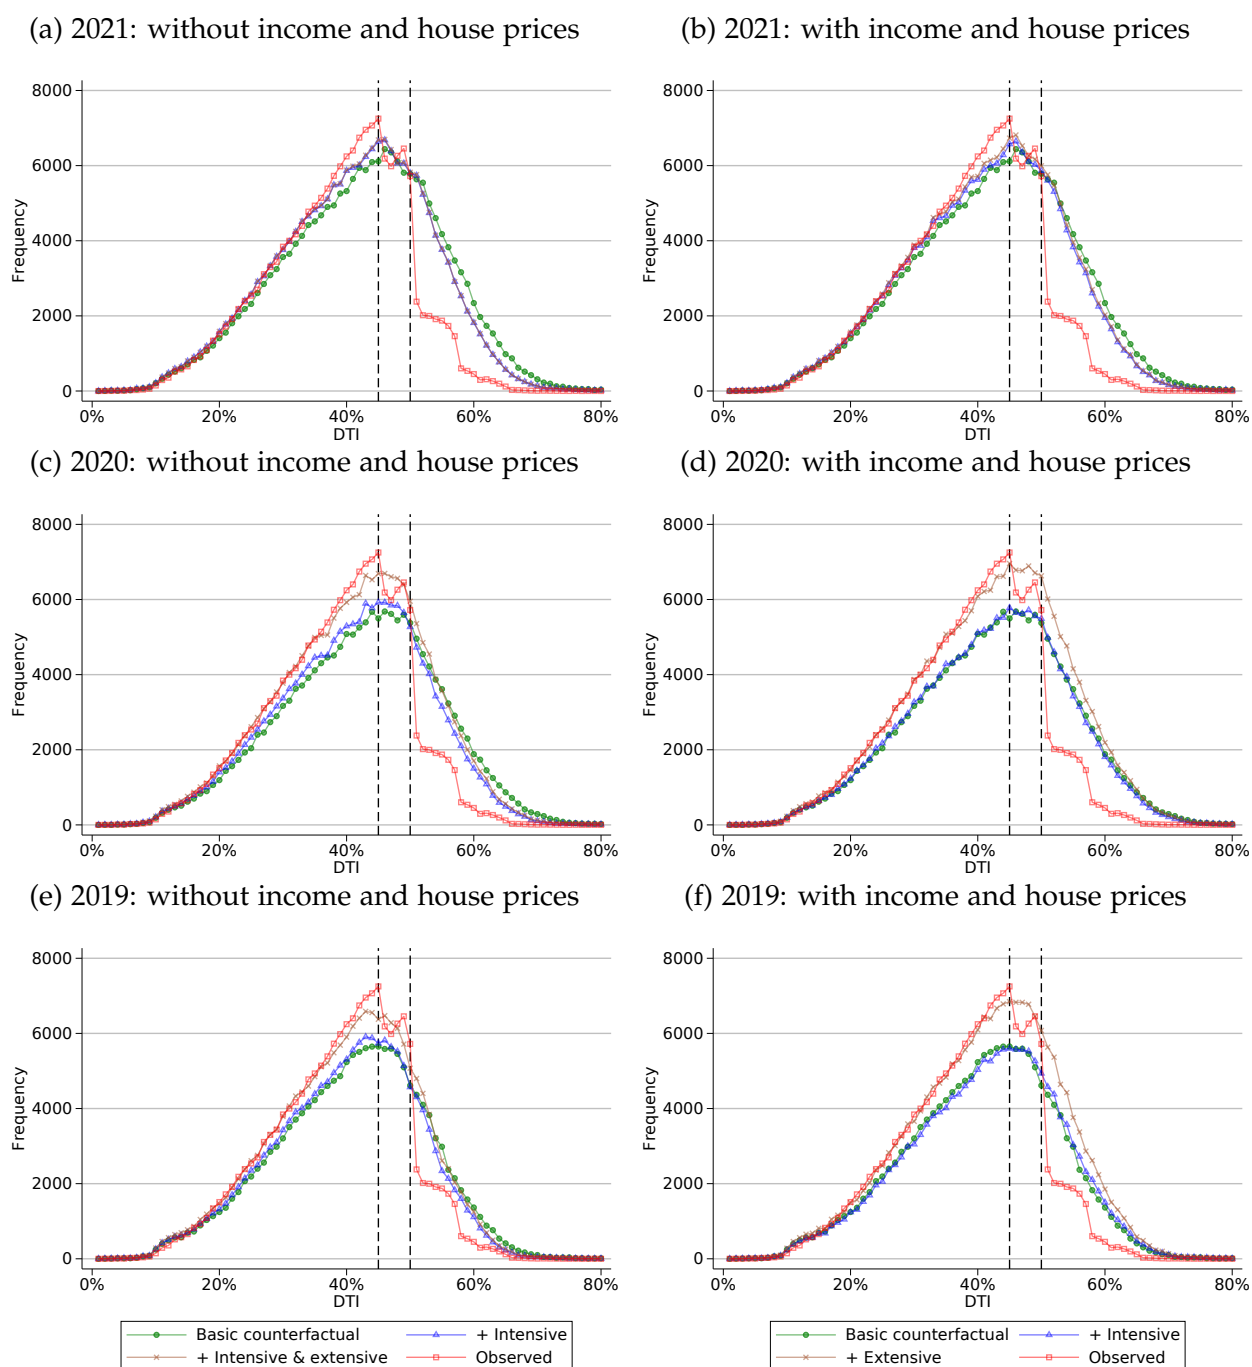 (a) 2021: without income and house prices
(b) 2021: with income and house prices
8000
6000
4000
2000
0
Frequency
0% 20% 40% 60% 80%
DTI
8000
6000
4000
2000
0
Frequency
0% 20% 40% 60% 80%
DTI
(c) 2020: without income and house prices
(d) 2020: with income and house prices
8000
6000
4000
2000
0
Frequency
0% 20% 40% 60% 80%
DTI
8000
6000
4000
2000
0
Frequency
0% 20% 40% 60% 80%
DTI
(e) 2019: without income and house prices
(f) 2019: with income and house prices
8000
6000
4000
2000
0
Frequency
0% 20% 40% 60% 80%
DTI
8000
6000
4000
2000
0
Frequency
0% 20% 40% 60% 80%
DTI
Basic counterfactual + Intensive
+ Intensive & extensive Observed
Basic counterfactual + Intensive
+ Extensive Observed